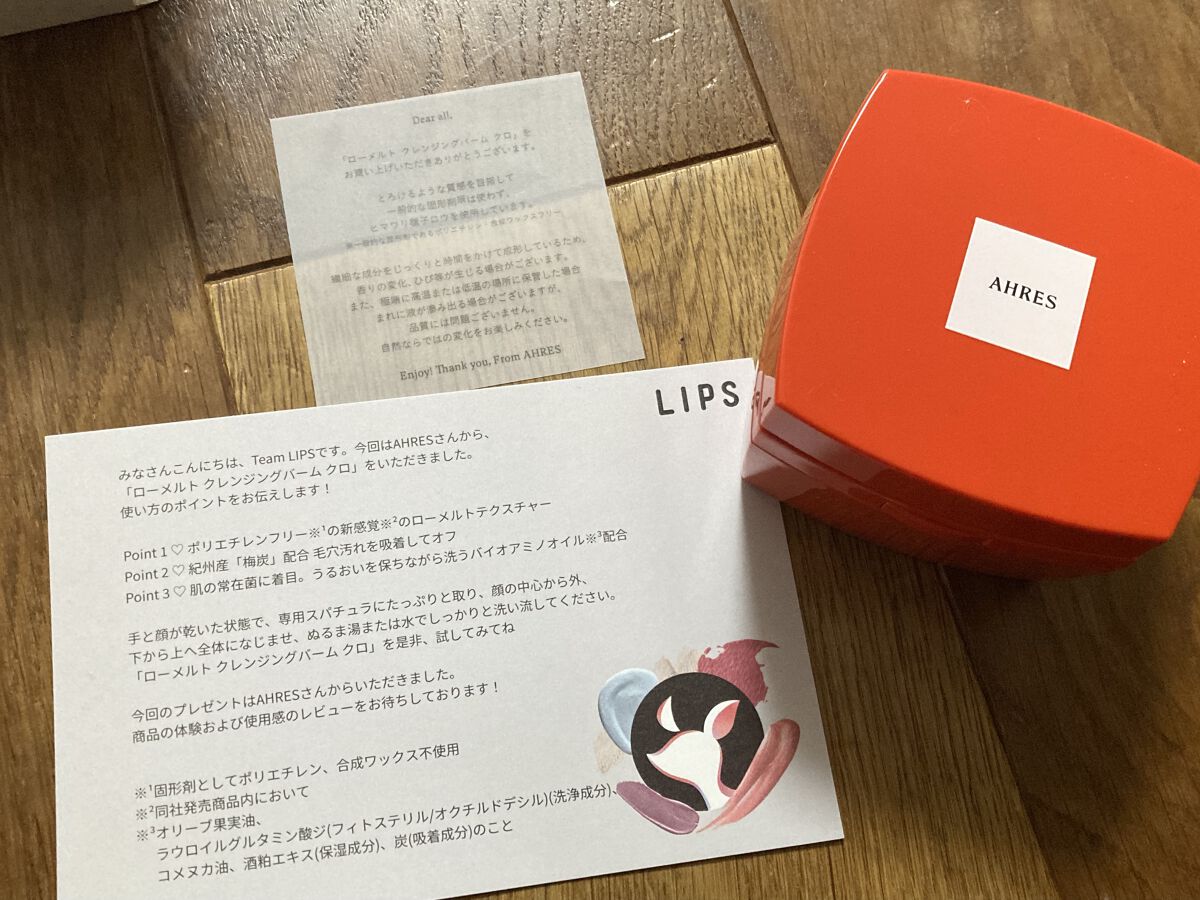 Dear all,
「ローメルト クレンジングバーム クロ」を
お買い上げいただきありがとうございます。
とろけるような質感を目指して
一般的な固形剤※は使わず、
ヒマワリ種子ロウを使用しています。
※一般的な固形剤であるポリエチレン・合成ワックスフリー
繊細な成分をじっくりと時間をかけて成形しているため、
香りの変化、ひび等が生じる場合がございます。
また、極端に高温または低温の場所に保管した場合
まれに液が滲み出る場合がございますが、
品質には問題ございません。
自然ならではの変化をお楽しみください。
Enjoy! Thank you, From AHRES
AHRES
LIPS
みなさんこんにちは、Team LIPSです。今回はAHRESさんから、
「ローメルト クレンジングバーム クロ」をいただきました。
使い方のポイントをお伝えします！
Point 1 ♡ ポリエチレンフリー※¹の新感覚※²のローメルトテクスチャー
Point 2 ♡ 紀州産「梅炭」配合 毛穴汚れを吸着してオフ
Point 3 ♡ 肌の常在菌に着目。うるおいを保ちながら洗うバイオアミノオイル※³配合
手と顔が乾いた状態で、専用スパチュラにたっぷりと取り、顔の中心から外、
下から上へ全体になじませ、ぬるま湯または水でしっかりと洗い流してください。
「ローメルト クレンジングバーム クロ」を是非、試してみてね
今回のプレゼントはAHRESさんからいただきました。
商品の体験および使用感のレビューをお待ちしております！
※¹固形剤としてポリエチレン、合成ワックス不使用
※²同社発売商品内において
※³オリーブ果実油、
ラウロイルグルタミン酸ジ(フィトステリル/オクチルドデシル)(洗浄成分)、
コメヌカ油、酒粕エキス(保湿成分)、炭(吸着成分)のこと